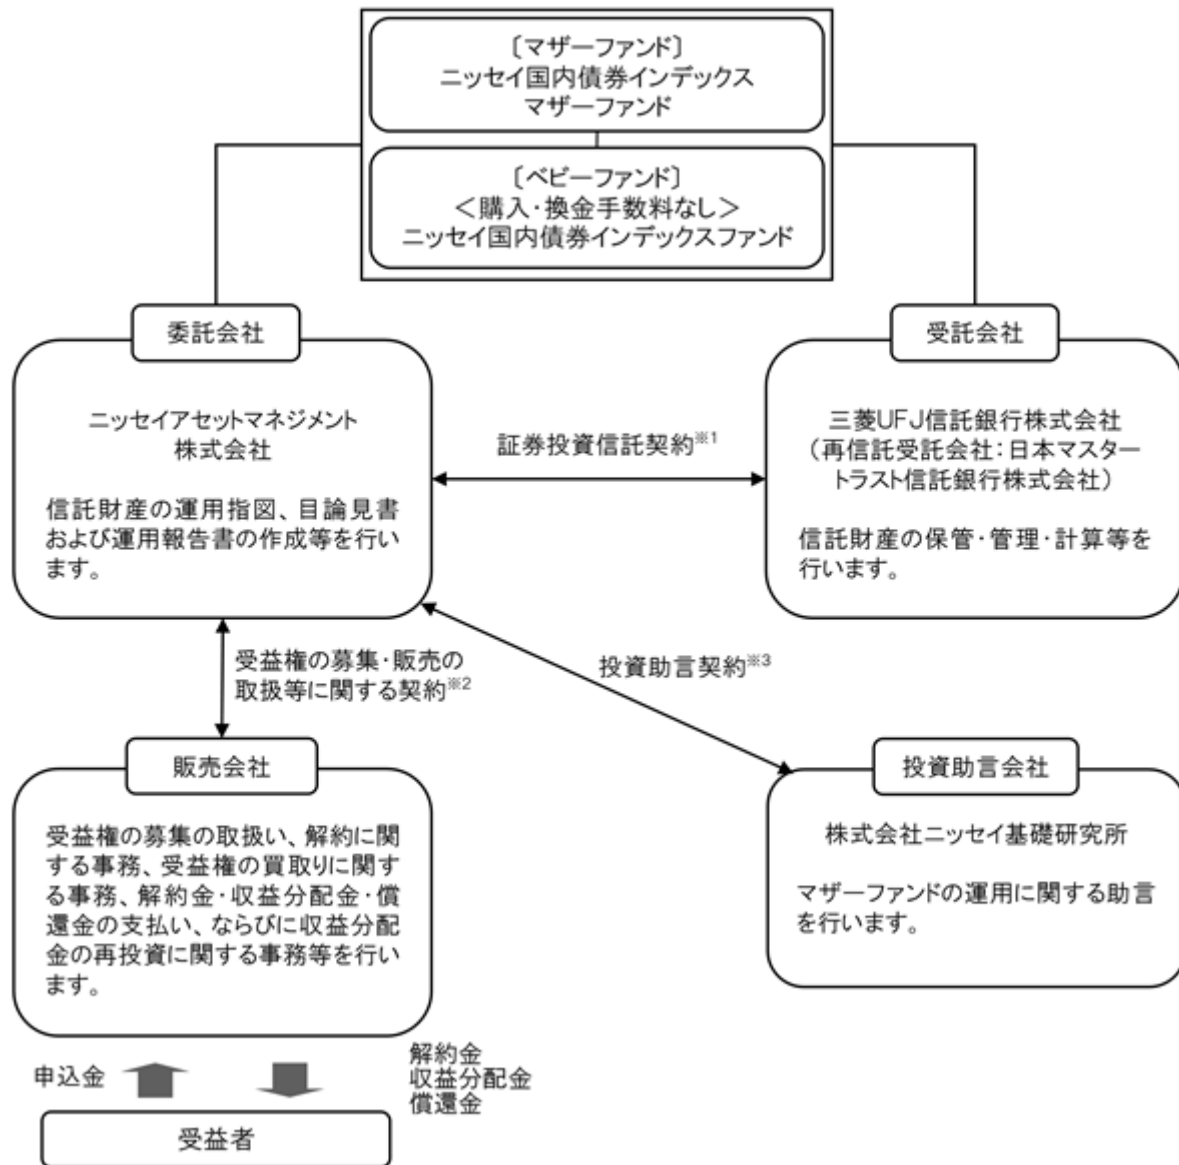 〔マザーファンド〕
ニッセイ国内債券インデックス
マザーファンド
〔ベビーファンド〕
＜購入・換金手数料なし＞
ニッセイ国内債券インデックスファンド
委託会社
ニッセイアセットマネジメント
株式会社
信託財産の運用指図、目論見書
および運用報告書の作成等を行い
ます。
証券投資信託契約※1
受託会社
三菱UFJ信託銀行株式会社
（再信託受託会社：日本マスター
トラスト信託銀行株式会社）
信託財産の保管・管理・計算等を
行います。
受益権の募集・販売の
取扱等に関する契約※2
投資助言契約※3
販売会社
受益権の募集の取扱い、解約に関
する事務、受益権の買取りに関す
る事務、解約金・収益分配金・償
還金の支払い、ならびに収益分配
金の再投資に関する事務等を行い
ます。
投資助言会社
株式会社ニッセイ基礎研究所
マザーファンドの運用に関する助言
を行います。
申込金
解約金
収益分配金
償還金
受益者